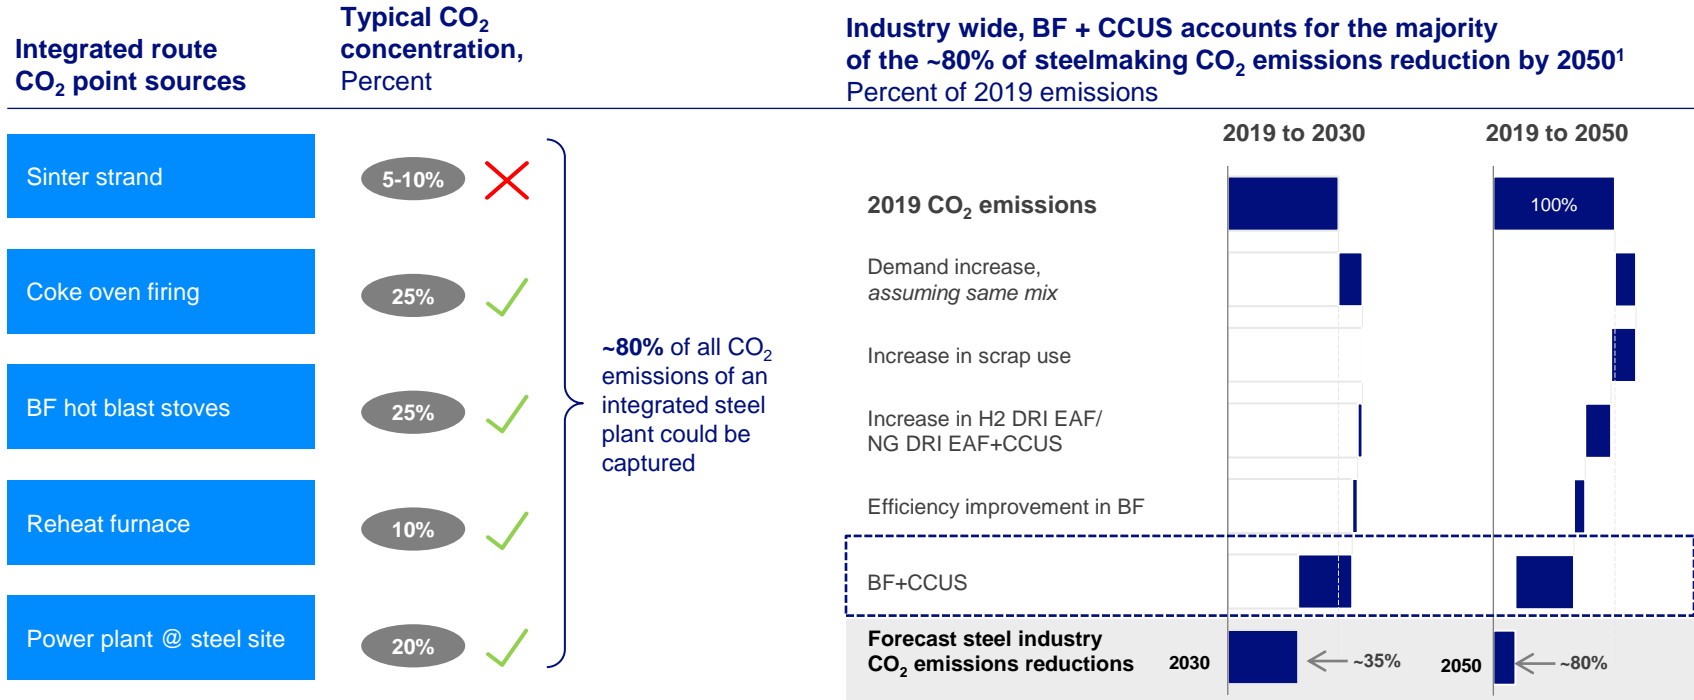 Integrated route
CO₂ point sources
Typical CO₂
concentration,
Percent
Sinter strand
5-10%
Coke oven firing
25%
BF hot blast stoves
25%
Reheat furnace
10%
Power plant @ steel site
20%
~80% of all CO₂
emissions of an
integrated steel
plant could be
captured
Industry wide, BF + CCUS accounts for the majority
of the ~80% of steelmaking CO₂ emissions reduction by 2050¹
Percent of 2019 emissions
2019 to 2030
2019 to 2050
2019 CO₂ emissions
100%
Demand increase,
assuming same mix
Increase in scrap use
Increase in H2 DRI EAF/
NG DRI EAF+CCUS
Efficiency improvement in BF
BF+CCUS
Forecast steel industry
CO₂ emissions reductions
2030
~35%
2050
~80%